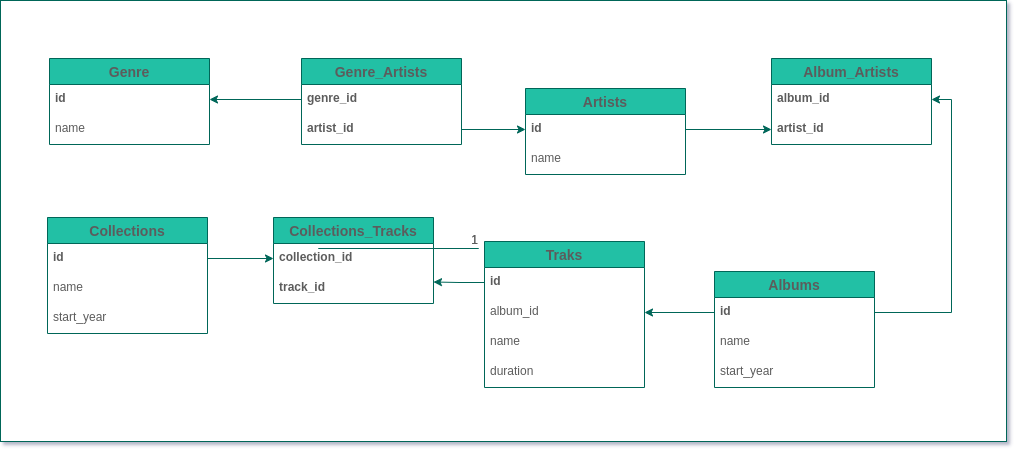 Genre
id
name
Genre_Artists
genre_id
artist_id
Artists
id
name
Album_Artists
album_id
artist_id
Collections
id
name
start_year
Collections_Tracks
collection_id
track_id
1
Traks
id
album_id
name
duration
Albums
id
name
start_year